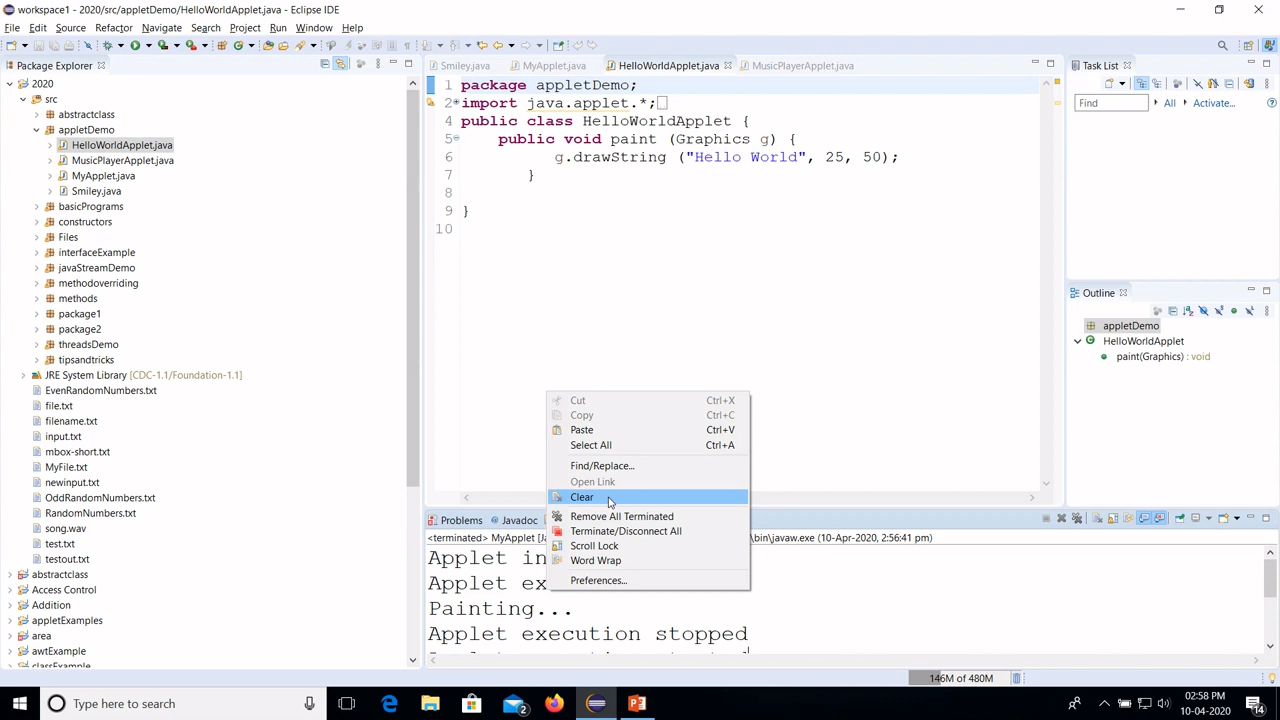 workspace1 - 2020/src/appletDemo/HelloWorldApplet.java - Eclipse IDE
File Edit Source Refactor Navigate Search Project Run Window Help
Package Explorer
2020
src
abstractclass
appletDemo
HelloWorldApplet.java
MusicPlayerApplet.java
MyApplet.java
Smiley.java
basicPrograms
constructors
Files
interfaceExample
javaStreamDemo
methodoverriding
methods
package1
package2
threadsDemo
tipsandtricks
JRE System Library [CDC-1.1/Foundation-1.1]
EvenRandomNumbers.txt
file.txt
filename.txt
input.txt
mbox-short.txt
MyFile.txt
newinput.txt
OddRandomNumbers.txt
RandomNumbers.txt
song.wav
test.txt
testout.txt
abstractclass
Access Control
Addition
appletExamples
area
awtExample
classExample
Smiley.java MyApplet.java HelloWorldApplet.java MusicPlayerApplet.java
1 package appletDemo;
2 import java.applet.*;
4 public class HelloWorldApplet {
5 public void paint (Graphics g) {
6 g.drawString ("Hello World", 25, 50);
7 }
8
9 }
10
Cut Ctrl+X
Copy Ctrl+C
Paste Ctrl+V
Select All Ctrl+A
Find/Replace...
Open Link
Clear
Remove All Terminated
Terminate/Disconnect All
Scroll Lock
Word Wrap
Preferences...
Problems Javadoc
<terminated> MyApplet [J \bin\javaw.exe (10-Apr-2020, 2:56:41 pm)
Applet in
Applet ex
Painting...
Applet execution stopped
Task List
Find All Activate...
Outline
appletDemo
HelloWorldApplet
paint(Graphics) : void
146M of 480M
Type here to search
2
02:58 PM
10-04-2020
4